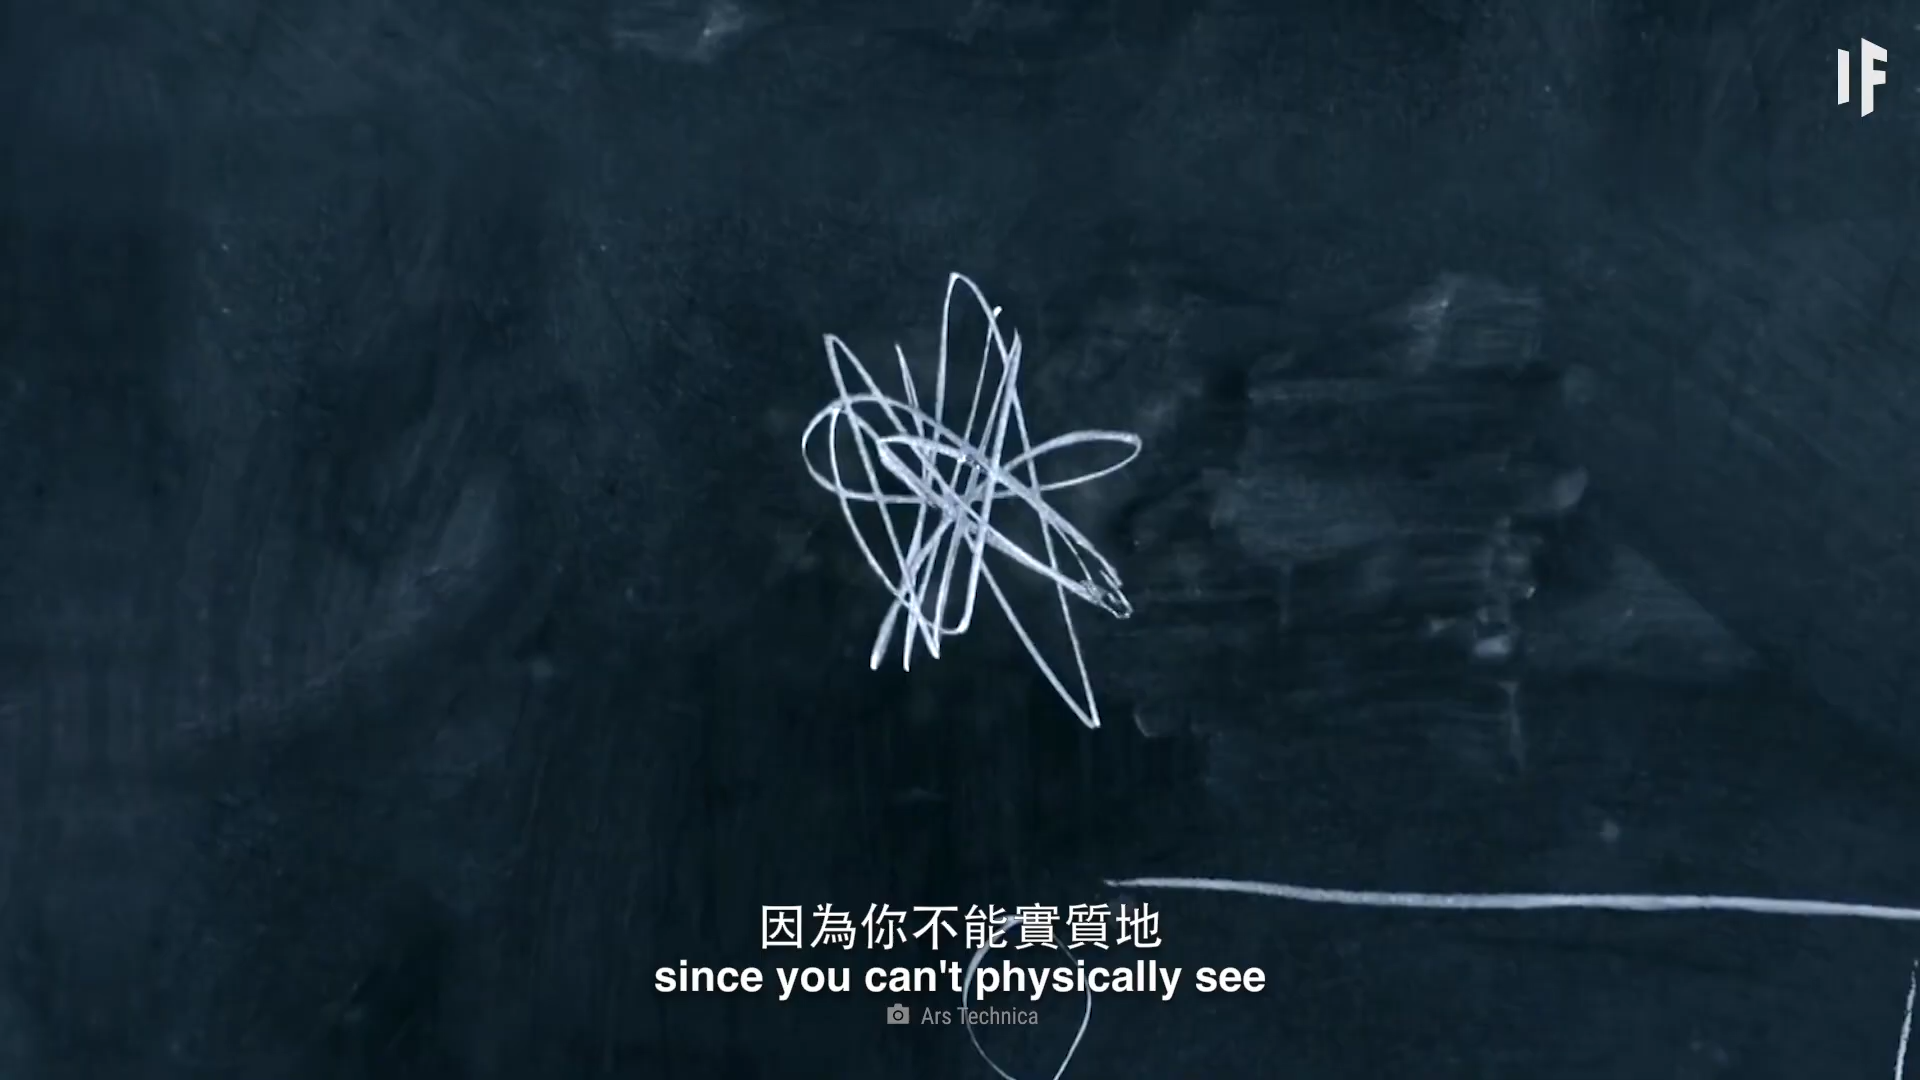 IF
因為你不能實質地
since you can't physically see
Ars Technica